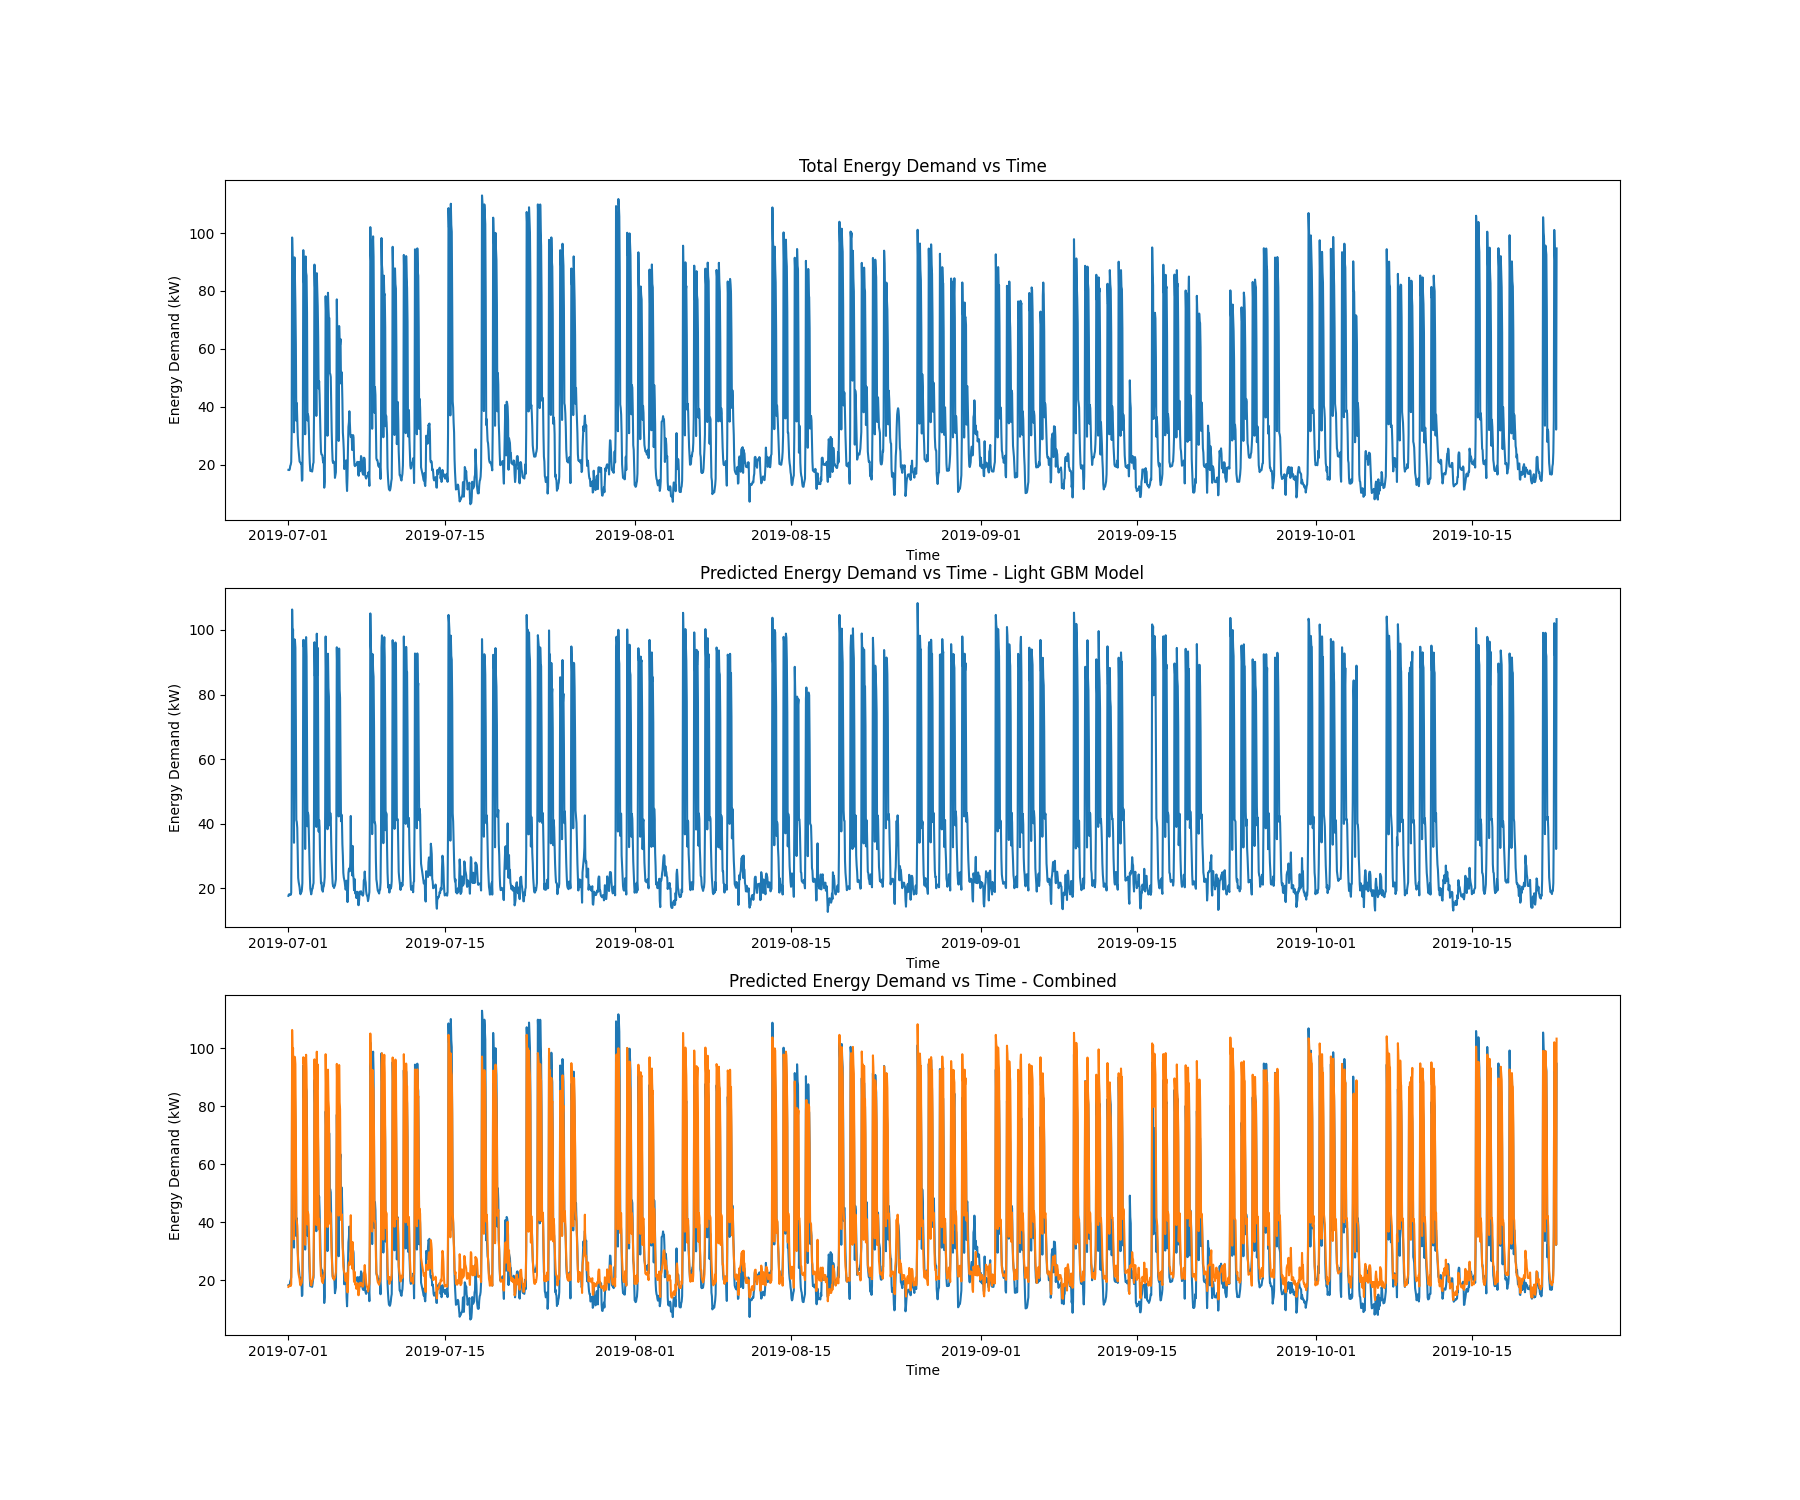 Total Energy Demand vs Time
Energy Demand (kW)
100
80
60
40
20
2019-07-01 2019-07-15 2019-08-01 2019-08-15 2019-09-01 2019-09-15 2019-10-01 2019-10-15
Time
Predicted Energy Demand vs Time - Light GBM Model
Energy Demand (kW)
100
80
60
40
20
2019-07-01 2019-07-15 2019-08-01 2019-08-15 2019-09-01 2019-09-15 2019-10-01 2019-10-15
Time
Predicted Energy Demand vs Time - Combined
Energy Demand (kW)
100
80
60
40
20
2019-07-01 2019-07-15 2019-08-01 2019-08-15 2019-09-01 2019-09-15 2019-10-01 2019-10-15
Time